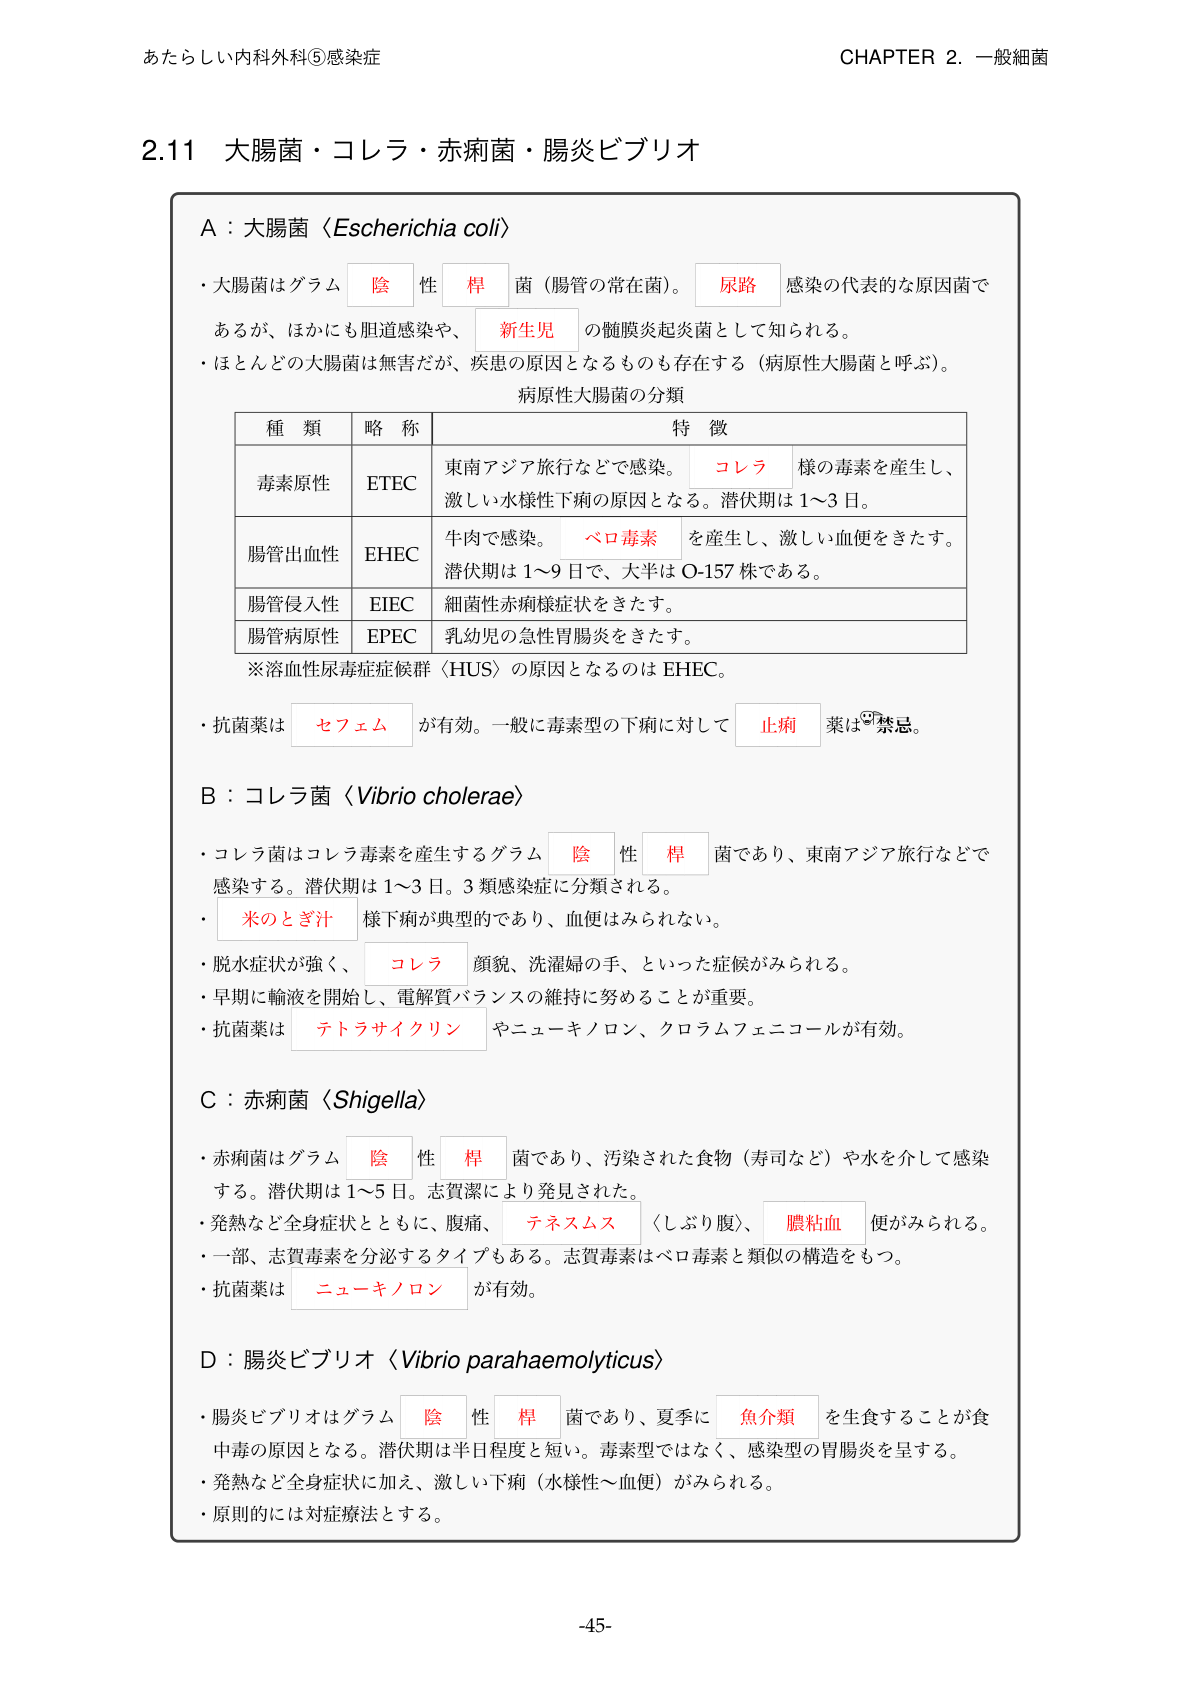 あたらしい内科外科⑤感染症
CHAPTER 2. 一般細菌
2.11 大腸菌・コレラ・赤痢菌・腸炎ビブリオ
A：大腸菌〈Escherichia coli〉
・大腸菌はグラム 陰 性 桿 菌（腸管の常在菌）。 尿路 感染の代表的な原因菌で
あるが、ほかにも胆道感染や、 新生児 の髄膜炎起炎菌として知られる。
・ほとんどの大腸菌は無害だが、疾患の原因となるものも存在する（病原性大腸菌と呼ぶ）。
病原性大腸菌の分類
種 類 略 称 特 徴
毒素原性 ETEC 東南アジア旅行などで感染。 コレラ 様の毒素を産生し、
激しい水様性下痢の原因となる。潜伏期は 1〜3 日。
腸管出血性 EHEC 牛肉で感染。 ベロ毒素 を産生し、激しい血便をきたす。
潜伏期は 1〜9 日で、大半は O-157 株である。
腸管侵入性 EIEC 細菌性赤痢様症状をきたす。
腸管病原性 EPEC 乳幼児の急性胃腸炎をきたす。
※溶血性尿毒症症候群〈HUS〉の原因となるのは EHEC。
・抗菌薬は セフェム が有効。一般に毒素型の下痢に対して 止痢 薬は禁忌。
B：コレラ菌〈Vibrio cholerae〉
・コレラ菌はコレラ毒素を産生するグラム 陰 性 桿 菌であり、東南アジア旅行などで
感染する。潜伏期は 1〜3 日。3 類感染症に分類される。
・ 米のとぎ汁 様下痢が典型的であり、血便はみられない。
・脱水症状が強く、 コレラ 顔貌、洗濯婦の手、といった症候がみられる。
・早期に輸液を開始し、電解質バランスの維持に努めることが重要。
・抗菌薬は テトラサイクリン やニューキノロン、クロラムフェニコールが有効。
C：赤痢菌〈Shigella〉
・赤痢菌はグラム 陰 性 桿 菌であり、汚染された食物（寿司など）や水を介して感染
する。潜伏期は 1〜5 日。志賀潔により発見された。
・発熱など全身症状とともに、腹痛、 テネスムス 〈しぶり腹〉、 膿粘血 便がみられる。
・一部、志賀毒素を分泌するタイプもある。志賀毒素はベロ毒素と類似の構造をもつ。
・抗菌薬は ニューキノロン が有効。
D：腸炎ビブリオ〈Vibrio parahaemolyticus〉
・腸炎ビブリオはグラム 陰 性 桿 菌であり、夏季に 魚介類 を生食することが食
中毒の原因となる。潜伏期は半日程度と短い。毒素型ではなく、感染型の胃腸炎を呈する。
・発熱など全身症状に加え、激しい下痢（水様性〜血便）がみられる。
・原則的には対症療法とする。
-45-